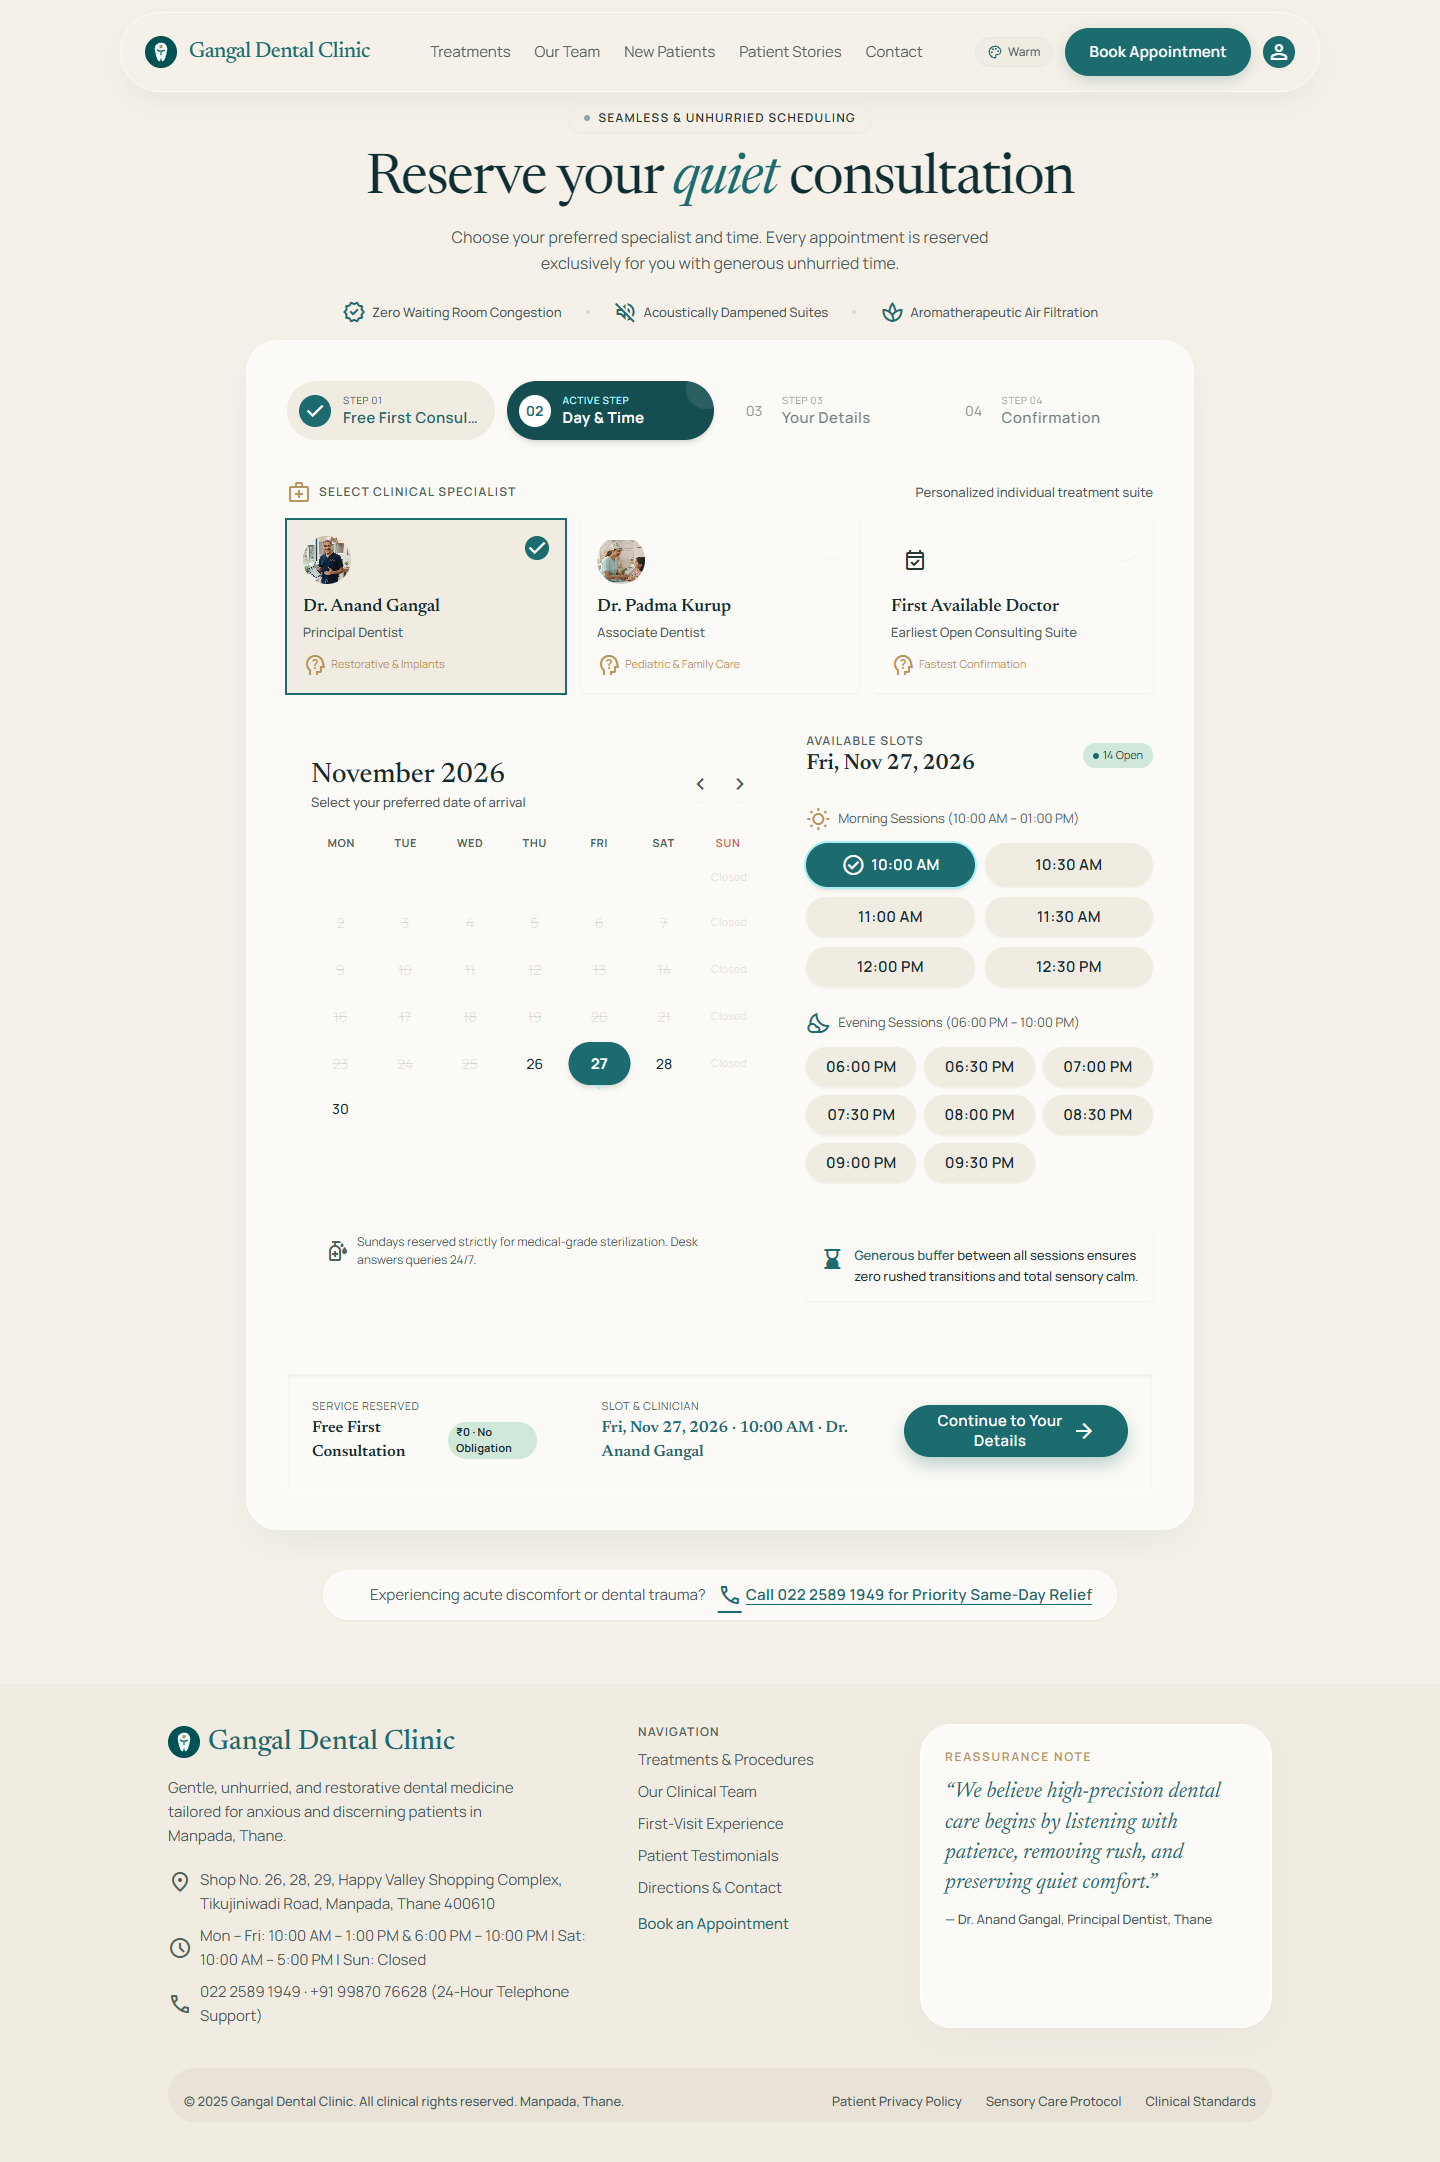 Gangal Dental Clinic
Treatments
Our Team
New Patients
Patient Stories
Contact
Warm
Book Appointment
SEAMLESS & UNHURRIED SCHEDULING
Reserve your quiet consultation
Choose your preferred specialist and time. Every appointment is reserved
exclusively for you with generous unhurried time.
Zero Waiting Room Congestion
Acoustically Dampened Suites
Aromatherapeutic Air Filtration
STEP 01
Free First Consul...
02
ACTIVE STEP
Day & Time
03
STEP 03
Your Details
04
STEP 04
Confirmation
SELECT CLINICAL SPECIALIST
Personalized individual treatment suite
Dr. Anand Gangal
Principal Dentist
Restorative & Implants
Dr. Padma Kurup
Associate Dentist
Pediatric & Family Care
First Available Doctor
Earliest Open Consulting Suite
Fastest Confirmation
November 2026
Select your preferred date of arrival
MON TUE WED THU FRI SAT SUN
Closed
2 3 4 5 6 7 Closed
9 10 11 12 13 14 Closed
16 17 18 19 20 21 Closed
23 24 25 26 27 28 Closed
30
Sundays reserved strictly for medical-grade sterilization. Desk
answers queries 24/7.
AVAILABLE SLOTS
Fri, Nov 27, 2026
14 Open
Morning Sessions (10:00 AM – 01:00 PM)
10:00 AM 10:30 AM
11:00 AM 11:30 AM
12:00 PM 12:30 PM
Evening Sessions (06:00 PM – 10:00 PM)
06:00 PM 06:30 PM 07:00 PM
07:30 PM 08:00 PM 08:30 PM
09:00 PM 09:30 PM
Generous buffer between all sessions ensures
zero rushed transitions and total sensory calm.
SERVICE RESERVED
Free First
Consultation
₹0 · No
Obligation
SLOT & CLINICIAN
Fri, Nov 27, 2026 · 10:00 AM · Dr.
Anand Gangal
Continue to Your
Details
Experiencing acute discomfort or dental trauma?
Call 022 2589 1949 for Priority Same-Day Relief
Gangal Dental Clinic
Gentle, unhurried, and restorative dental medicine
tailored for anxious and discerning patients in
Manpada, Thane.
Shop No. 26, 28, 29, Happy Valley Shopping Complex,
Tikujiniwadi Road, Manpada, Thane 400610
Mon – Fri: 10:00 AM – 1:00 PM & 6:00 PM – 10:00 PM | Sat:
10:00 AM – 5:00 PM | Sun: Closed
022 2589 1949 · +91 99870 76628 (24-Hour Telephone
Support)
NAVIGATION
Treatments & Procedures
Our Clinical Team
First-Visit Experience
Patient Testimonials
Directions & Contact
Book an Appointment
REASSURANCE NOTE
“We believe high-precision dental
care begins by listening with
patience, removing rush, and
preserving quiet comfort.”
— Dr. Anand Gangal, Principal Dentist, Thane
© 2025 Gangal Dental Clinic. All clinical rights reserved. Manpada, Thane.
Patient Privacy Policy
Sensory Care Protocol
Clinical Standards